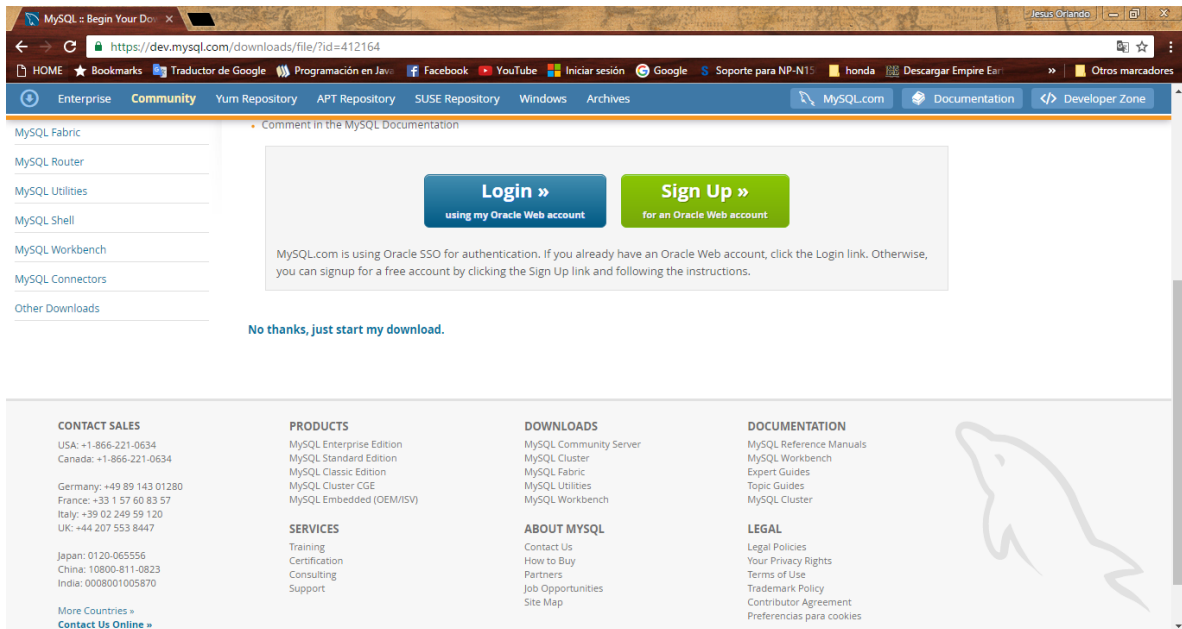 MySQL :: Begin Your Dow
Jesus Orlando
https://dev.mysql.com/downloads/file/?id=412164
HOME Bookmarks Traductor de Google Programación en Java Facebook YouTube Iniciar sesión Google Soporte para NP-N15 honda Descargar Empire Ear » Otros marcadores
Enterprise Community Yum Repository APT Repository SUSE Repository Windows Archives MySQL.com Documentation </> Developer Zone
MySQL Fabric
MySQL Router
MySQL Utilities
MySQL Shell
MySQL Workbench
MySQL Connectors
Other Downloads
• Comment in the MySQL Documentation
Login »
using my Oracle Web account
Sign Up »
for an Oracle Web account
MySQL.com is using Oracle SSO for authentication. If you already have an Oracle Web account, click the Login link. Otherwise,
you can signup for a free account by clicking the Sign Up link and following the instructions.
No thanks, just start my download.
CONTACT SALES
USA: +1-866-221-0634
Canada: +1-866-221-0634
Germany: +49 89 143 01280
France: +33 1 57 60 83 57
Italy: +39 02 249 59 120
UK: +44 207 553 8447
Japan: 0120-065556
China: 10800-811-0823
India: 0008001005870
More Countries »
Contact Us Online »
PRODUCTS
MySQL Enterprise Edition
MySQL Standard Edition
MySQL Classic Edition
MySQL Cluster CGE
MySQL Embedded (OEM/ISV)
SERVICES
Training
Certification
Consulting
Support
DOWNLOADS
MySQL Community Server
MySQL Cluster
MySQL Fabric
MySQL Utilities
MySQL Workbench
ABOUT MYSQL
Contact Us
How to Buy
Partners
Job Opportunities
Site Map
DOCUMENTATION
MySQL Reference Manuals
MySQL Workbench
Expert Guides
Topic Guides
MySQL Cluster
LEGAL
Legal Policies
Your Privacy Rights
Terms of Use
Trademark Policy
Contributor Agreement
Preferencias para cookies